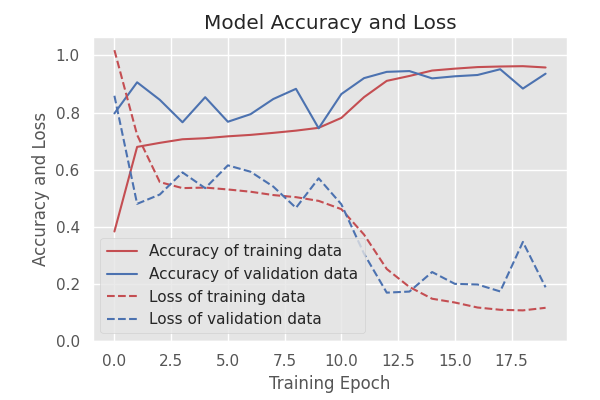 Model Accuracy and Loss
Accuracy and Loss
1.0
0.8
0.6
0.4
0.2
0.0
Accuracy of training data
Accuracy of validation data
Loss of training data
Loss of validation data
0.0 2.5 5.0 7.5 10.0 12.5 15.0 17.5
Training Epoch